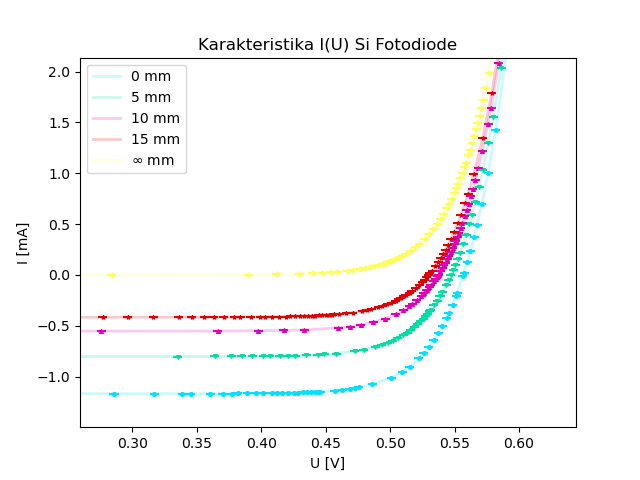 Karakteristika I(U) Si Fotodiode
0 mm
5 mm
10 mm
15 mm
∞ mm
2.0
1.5
1.0
0.5
0.0
−0.5
−1.0
I [mA]
0.30 0.35 0.40 0.45 0.50 0.55 0.60
U [V]